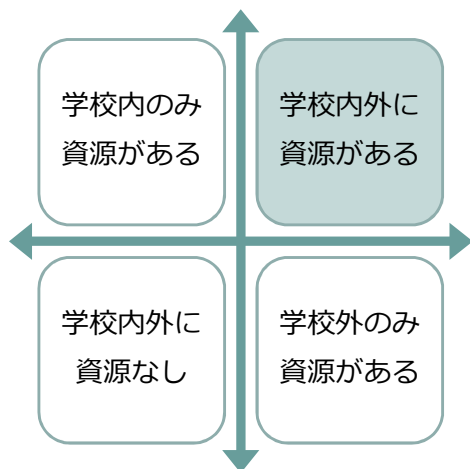 学校内のみ
資源がある
学校内外に
資源がある
学校内外に
資源なし
学校外のみ
資源がある